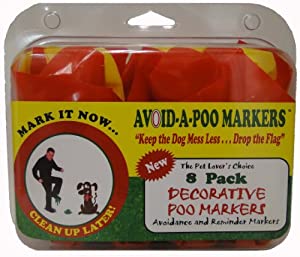 MARK IT NOW...
CLEAN UP LATER!
AVOID-A-POO MARKERS™
"Keep the Dog Mess Less . . . Drop the Flag"
New
The Pet Lover's Choice
8 Pack
DECORATIVE
POO MARKERS
Avoidance and Reminder Markers